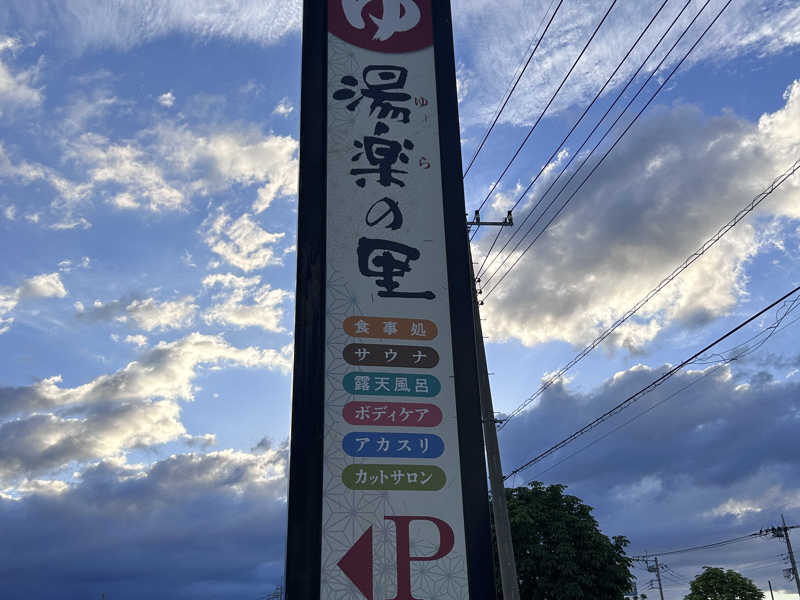 ゆ
湯楽の里
ゆら
食事処
サウナ
露天風呂
ボディケア
アカスリ
カットサロン
P